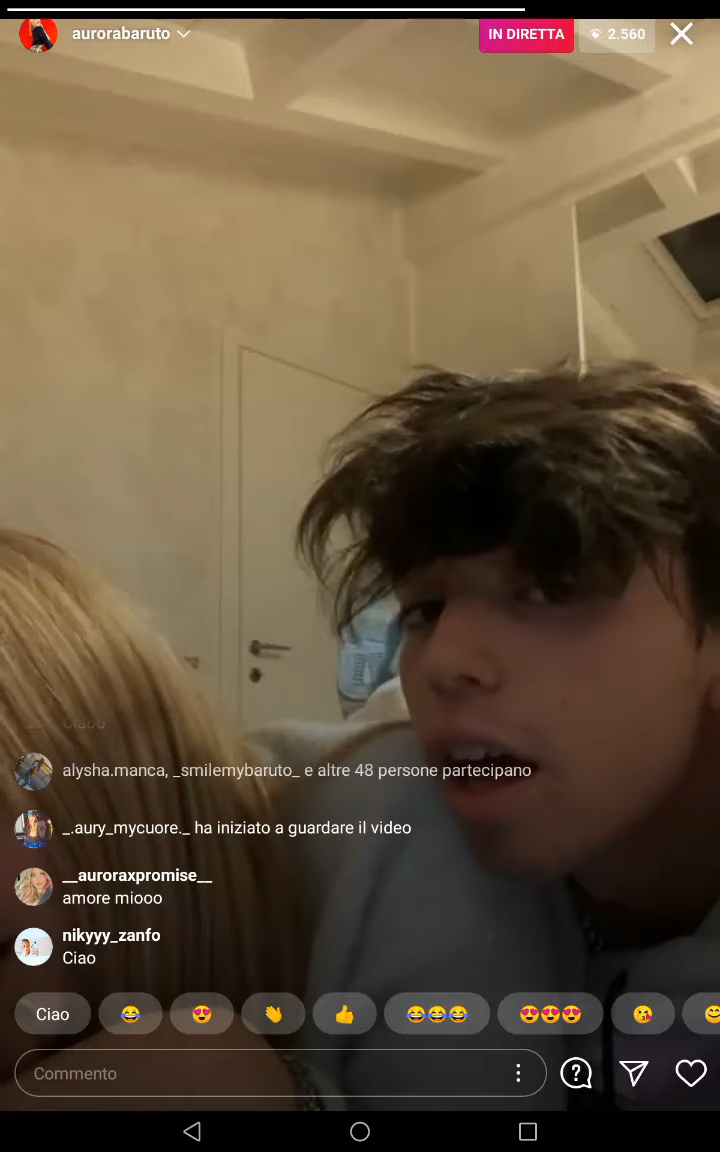 aurorabaruto
IN DIRETTA
2.560
alysha.manca, _smilemybaruto_ e altre 48 persone partecipano
_.aury_mycuore._ ha iniziato a guardare il video
__auroraxpromise__
amore miooo
nikyyy_zanfo
Ciao
Ciao
Commento